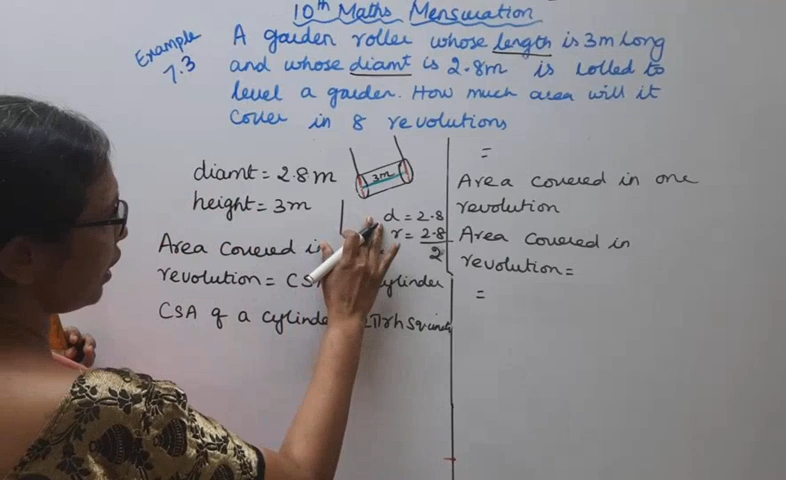 10th Maths Mensuration
Example
7.3
A garden roller whose length is 3m long
and whose diamt is 2.8m is rolled to
level a garden. How much area will it
cover in 8 revolutions
diamt = 2.8m
height = 3m
3m
d = 2.8
r = 2.8
2
Area covered in
revolution = CS cylinder
CSA of a cylinder 2πrh Sq.units
=
Area covered in one
revolution
Area covered in
revolution =
=